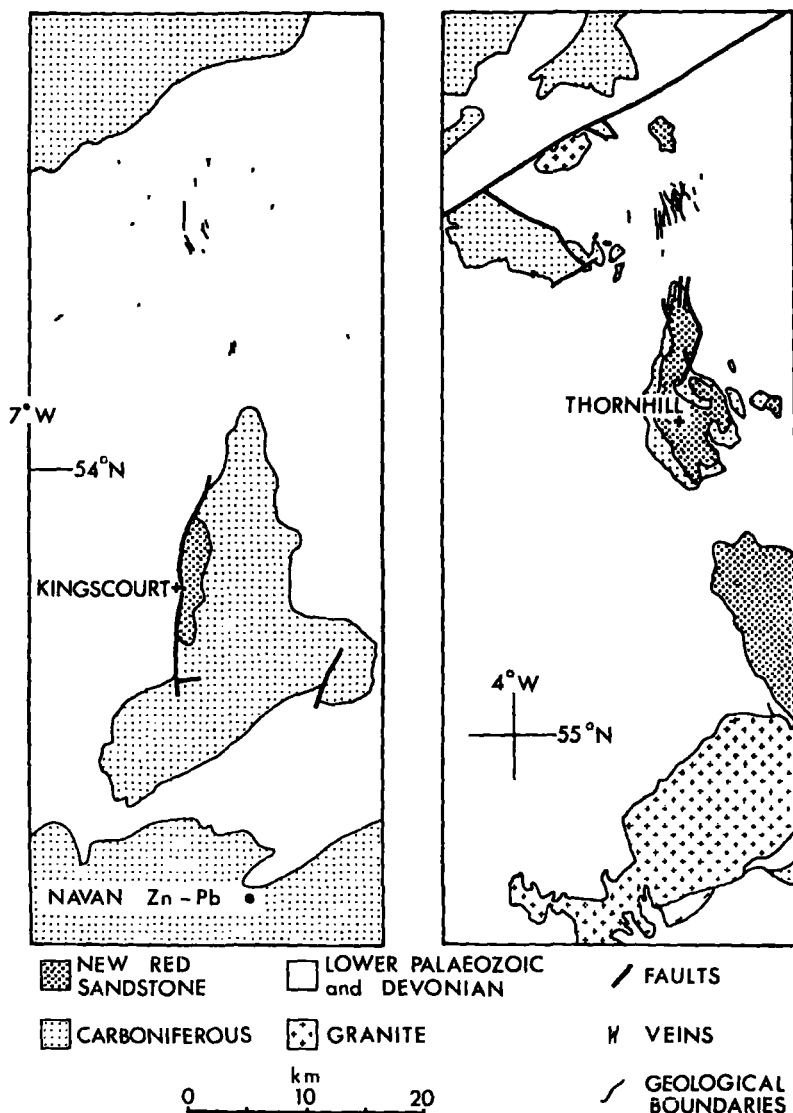 7°W
54°N
KINGSCOURT
NAVAN Zn-Pb
THORNHILL
4°W
55°N
NEW RED
SANDSTONE
LOWER PALAEOZOIC
and DEVONIAN
FAULTS
CARBONIFEROUS
GRANITE
VEINS
km
0 10 20
GEOLOGICAL
BOUNDARIES